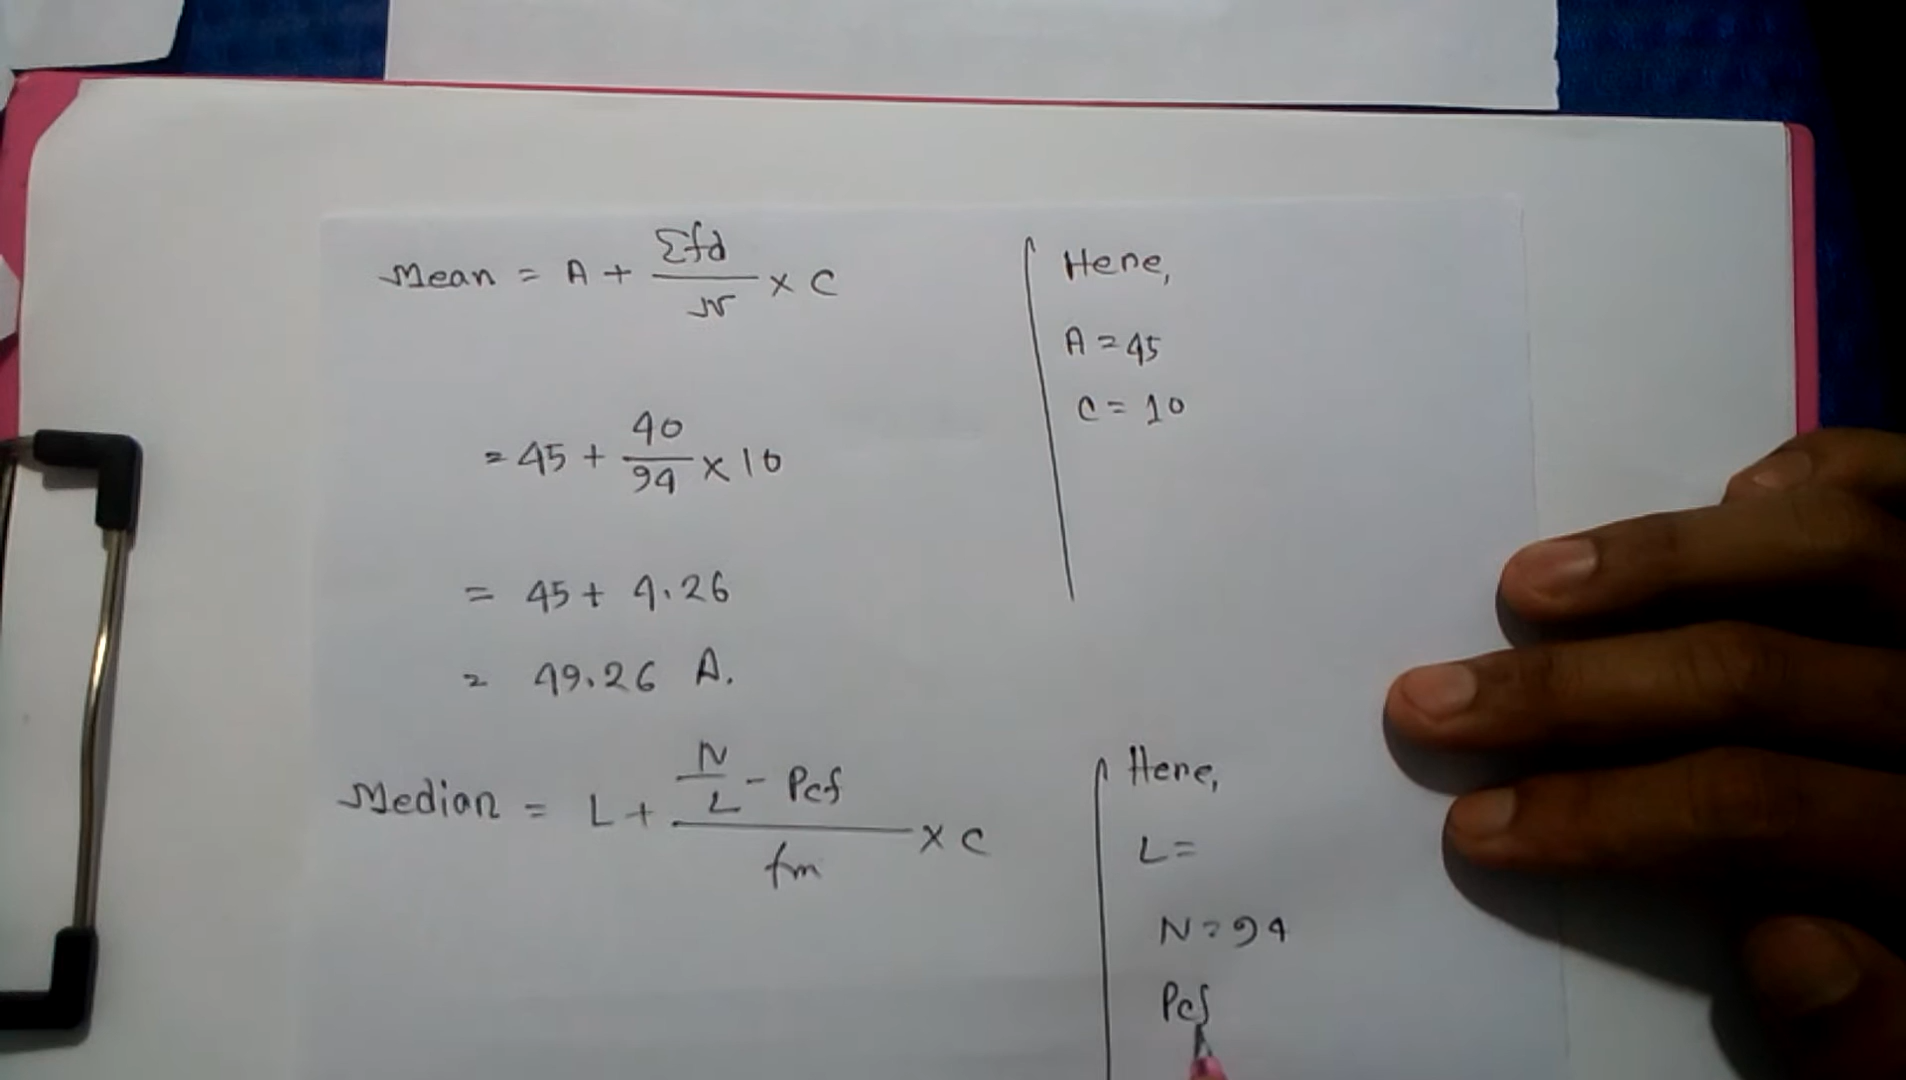 Mean = A + Σfd/N × C
= 45 + 40/94 × 10
= 45 + 4.26
= 49.26 A.
Here,
A = 45
C = 10
Median = L + (N/2 - Pcf)/fm × C
Here,
L =
N = 94
Pcf